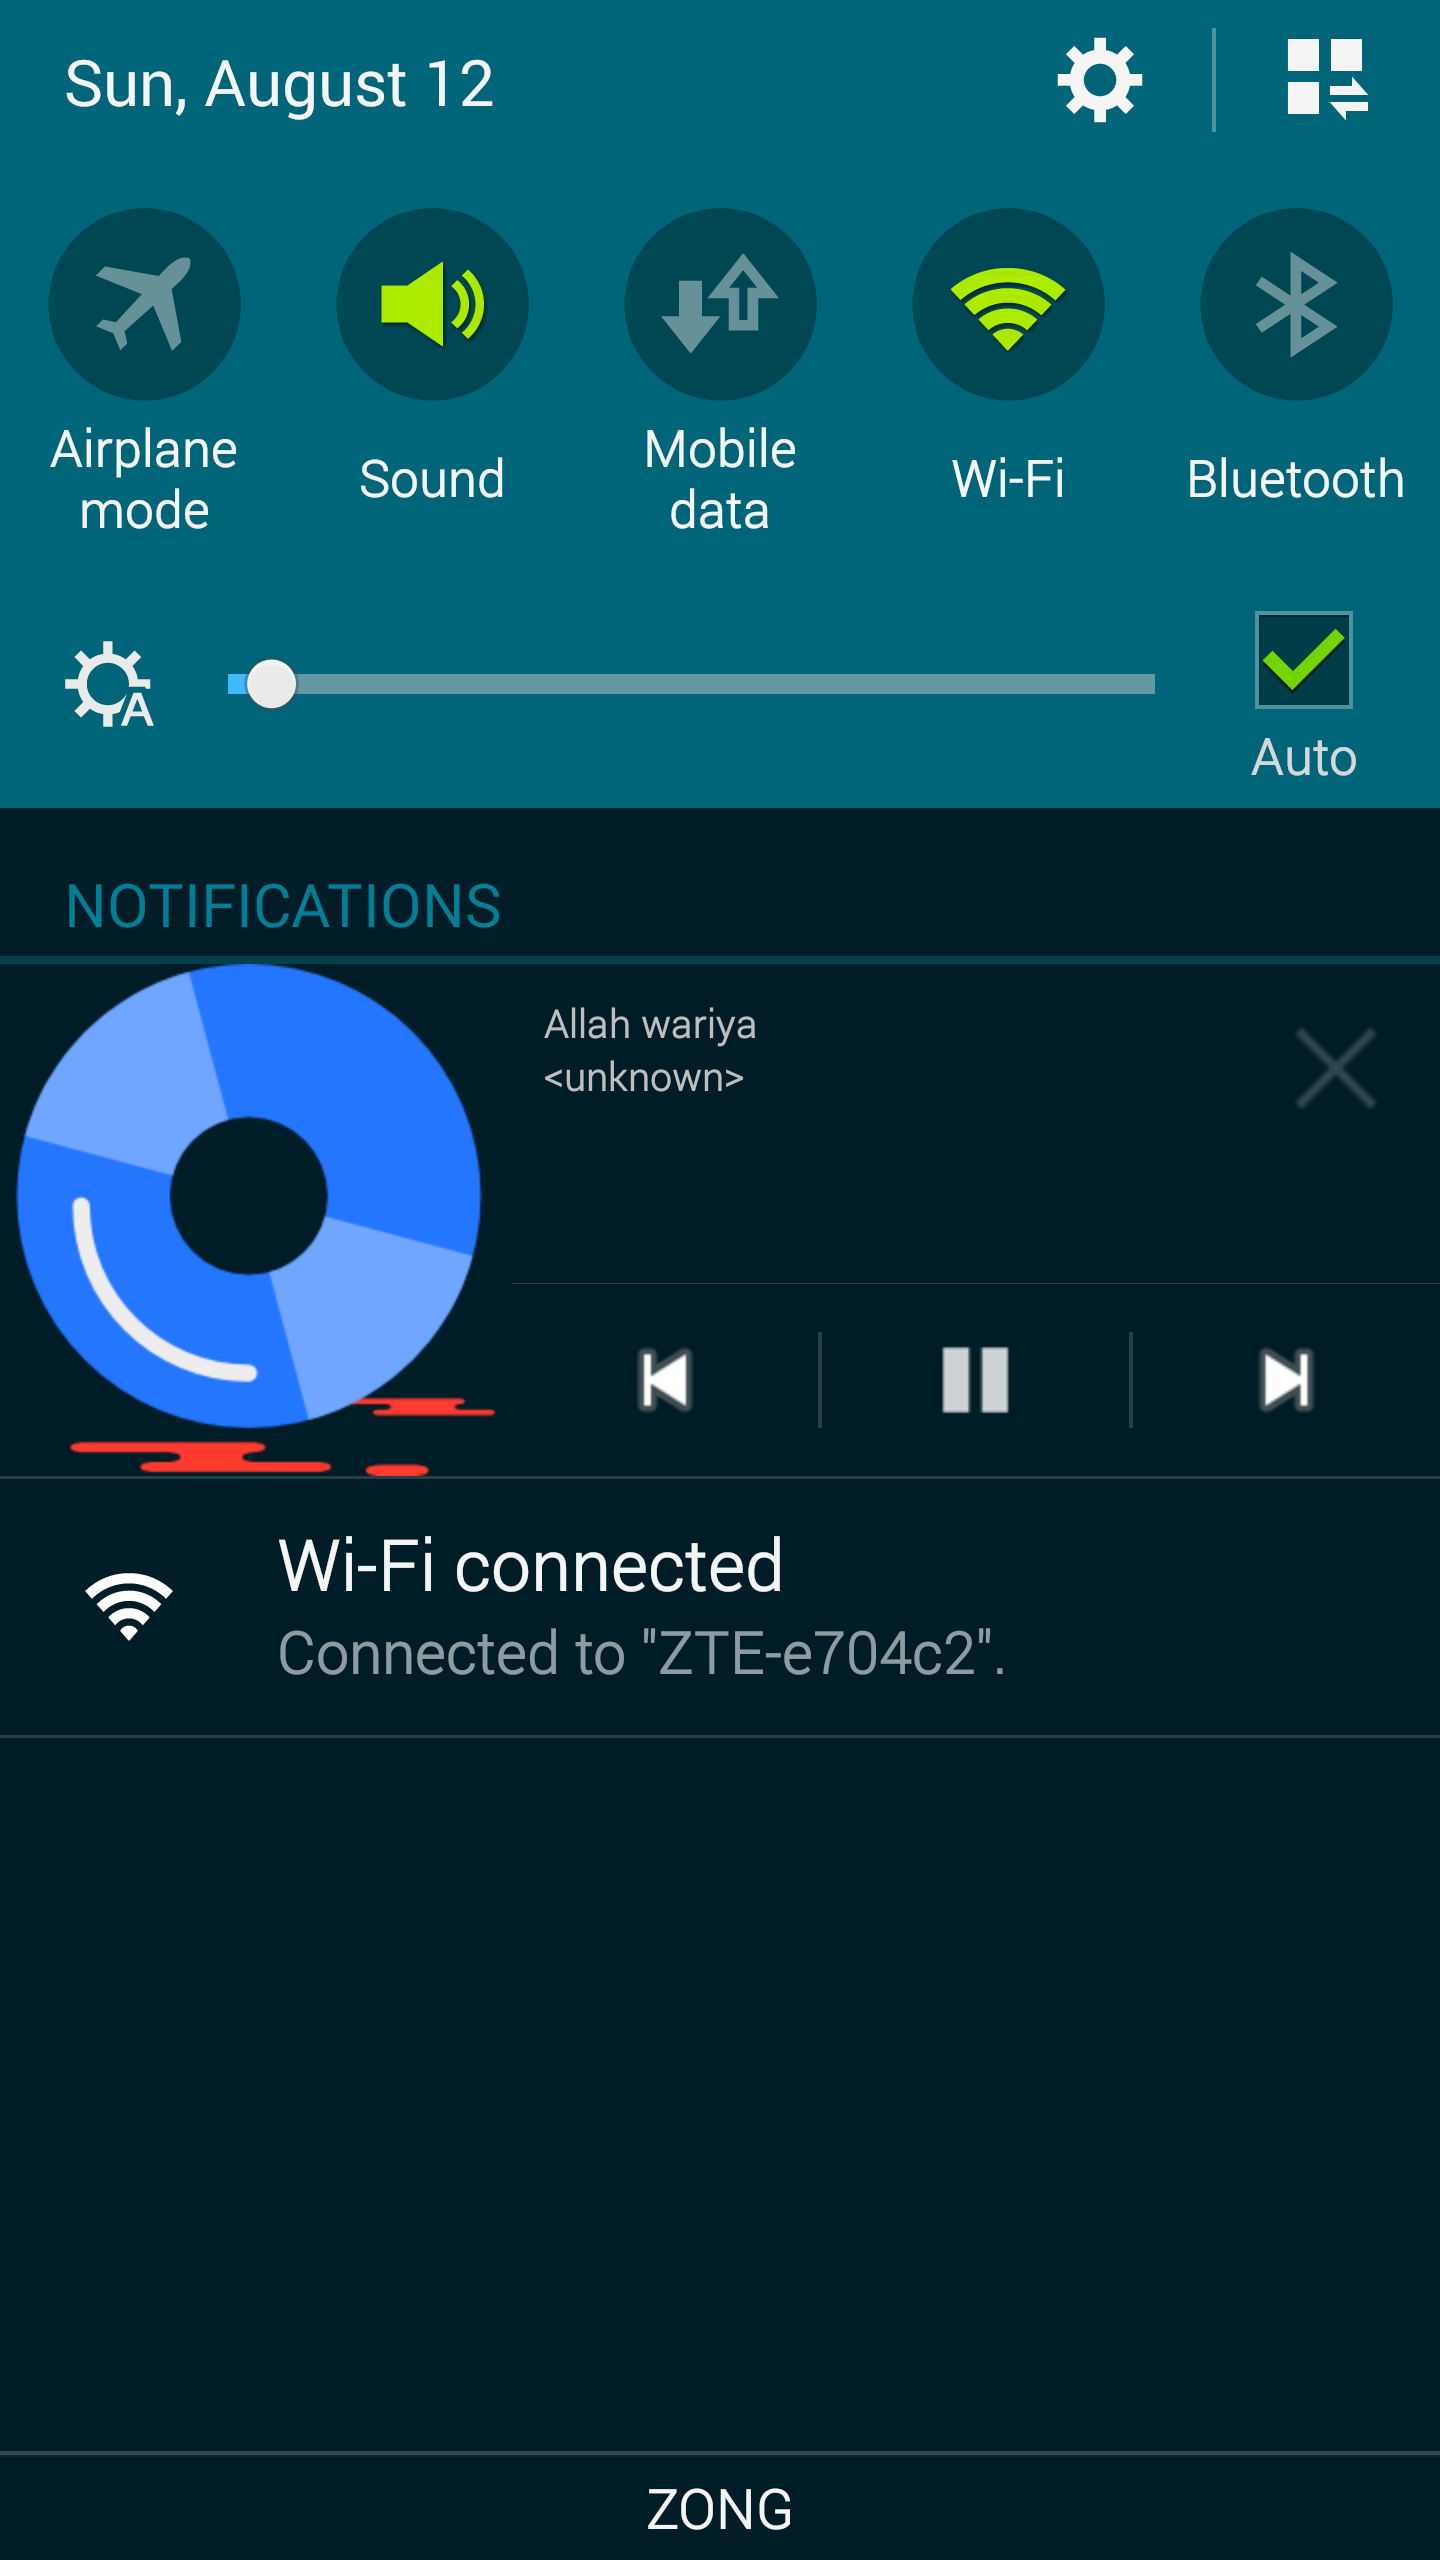 Sun, August 12
Airplane
mode
Sound
Mobile
data
Wi-Fi
Bluetooth
A
Auto
NOTIFICATIONS
Allah wariya
<unknown>
Wi-Fi connected
Connected to "ZTE-e704c2".
ZONG